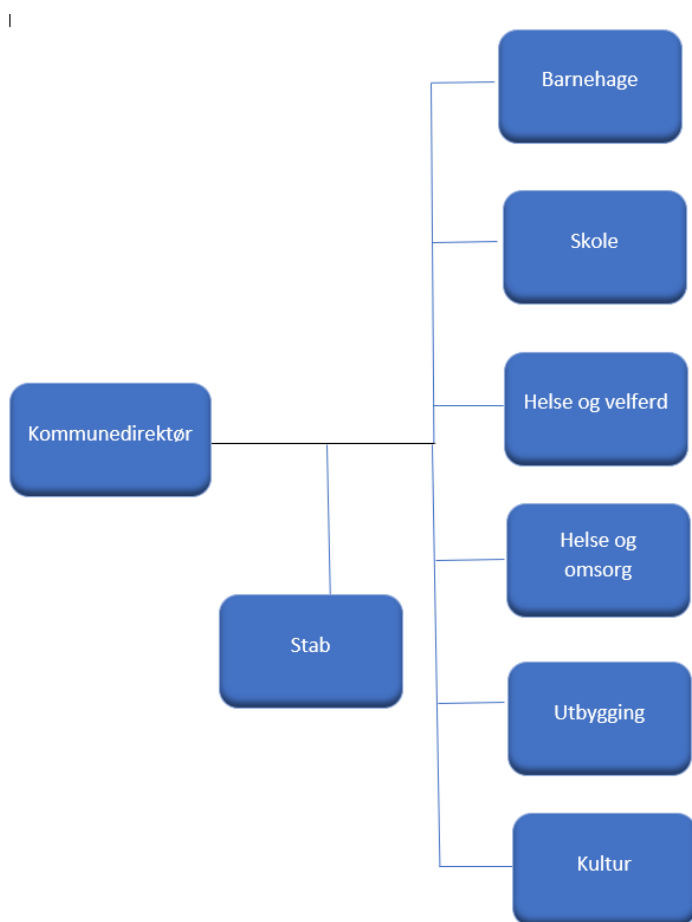 Barnehage
Skole
Helse og velferd
Kommunedirektør
Helse og
omsorg
Stab
Utbygging
Kultur